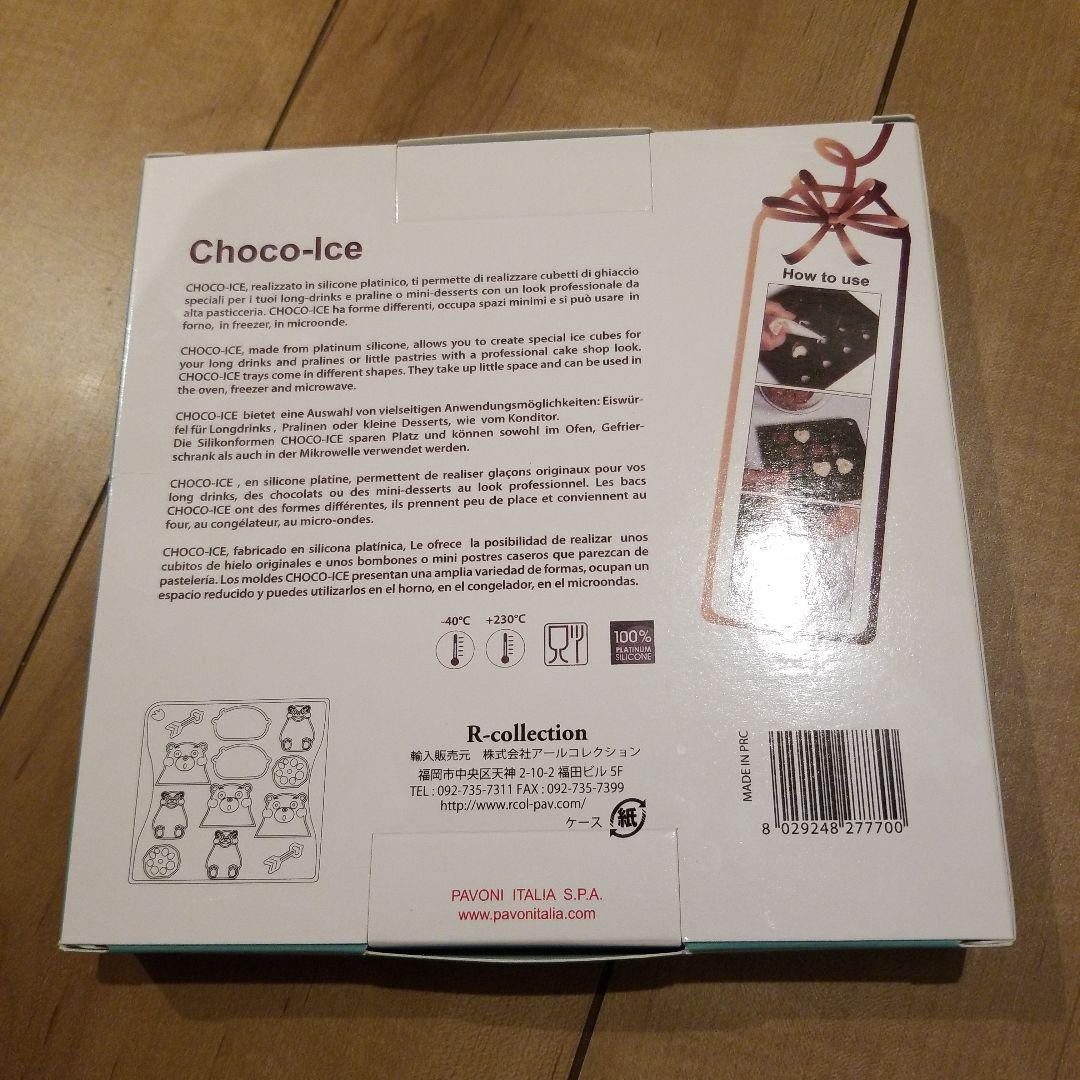 Choco-Ice
CHOCO-ICE, realizzato in silicone platinico, ti permette di realizzare cubetti di ghiaccio
speciali per i tuoi long-drinks e praline o mini-desserts con un look professionale da
alta pasticceria. CHOCO-ICE ha forme differenti, occupa spazi minimi e si può usare in
forno, in freezer, in microonde.
CHOCO-ICE, made from platinum silicone, allows you to create special ice cubes for
your long drinks and pralines or little pastries with a professional cake shop look.
CHOCO-ICE trays come in different shapes. They take up little space and can be used in
the oven, freezer and microwave.
CHOCO-ICE bietet eine Auswahl von vielseitigen Anwendungsmöglichkeiten: Eiswür-
fel für Longdrinks, Pralinen oder kleine Desserts, wie vom Konditor.
Die Silikonformen CHOCO-ICE sparen Platz und können sowohl im Ofen, Gefrier-
schrank als auch in der Mikrowelle verwendet werden.
CHOCO-ICE , en silicone platine, permettent de realiser glaçons originaux pour vos
long drinks, des chocolats ou des mini-desserts au look professionnel. Les bacs
CHOCO-ICE ont des formes différentes, ils prennent peu de place et conviennent au
four, au congélateur, au micro-ondes.
CHOCO-ICE, fabricado en silicona platínica, Le ofrece la posibilidad de realizar unos
cubitos de hielo originales e unos bombones o mini postres caseros que parezcan de
pastelería. Los moldes CHOCO-ICE presentan una amplia variedad de formas, ocupan un
espacio reducido y puedes utilizarlos en el horno, en el congelador, en el microondas.
How to use
-40°C
+230°C
100%
PLATINUM
SILICONE
R-collection
輸入販売元 株式会社アールコレクション
福岡市中央区天神 2-10-2 福田ビル 5F
TEL : 092-735-7311 FAX : 092-735-7399
http://www.rcol-pav.com/
ケース 紙
MADE IN PRC
8 029248 277700
PAVONI ITALIA S.P.A.
www.pavonitalia.com